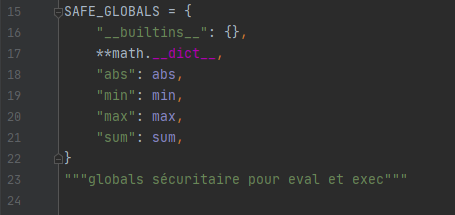 15 SAFE_GLOBALS = {
16 "__builtins__": {},
17 **math.__dict__,
18 "abs": abs,
19 "min": min,
20 "max": max,
21 "sum": sum,
22 }
23 """globals sécuritaire pour eval et exec"""
24